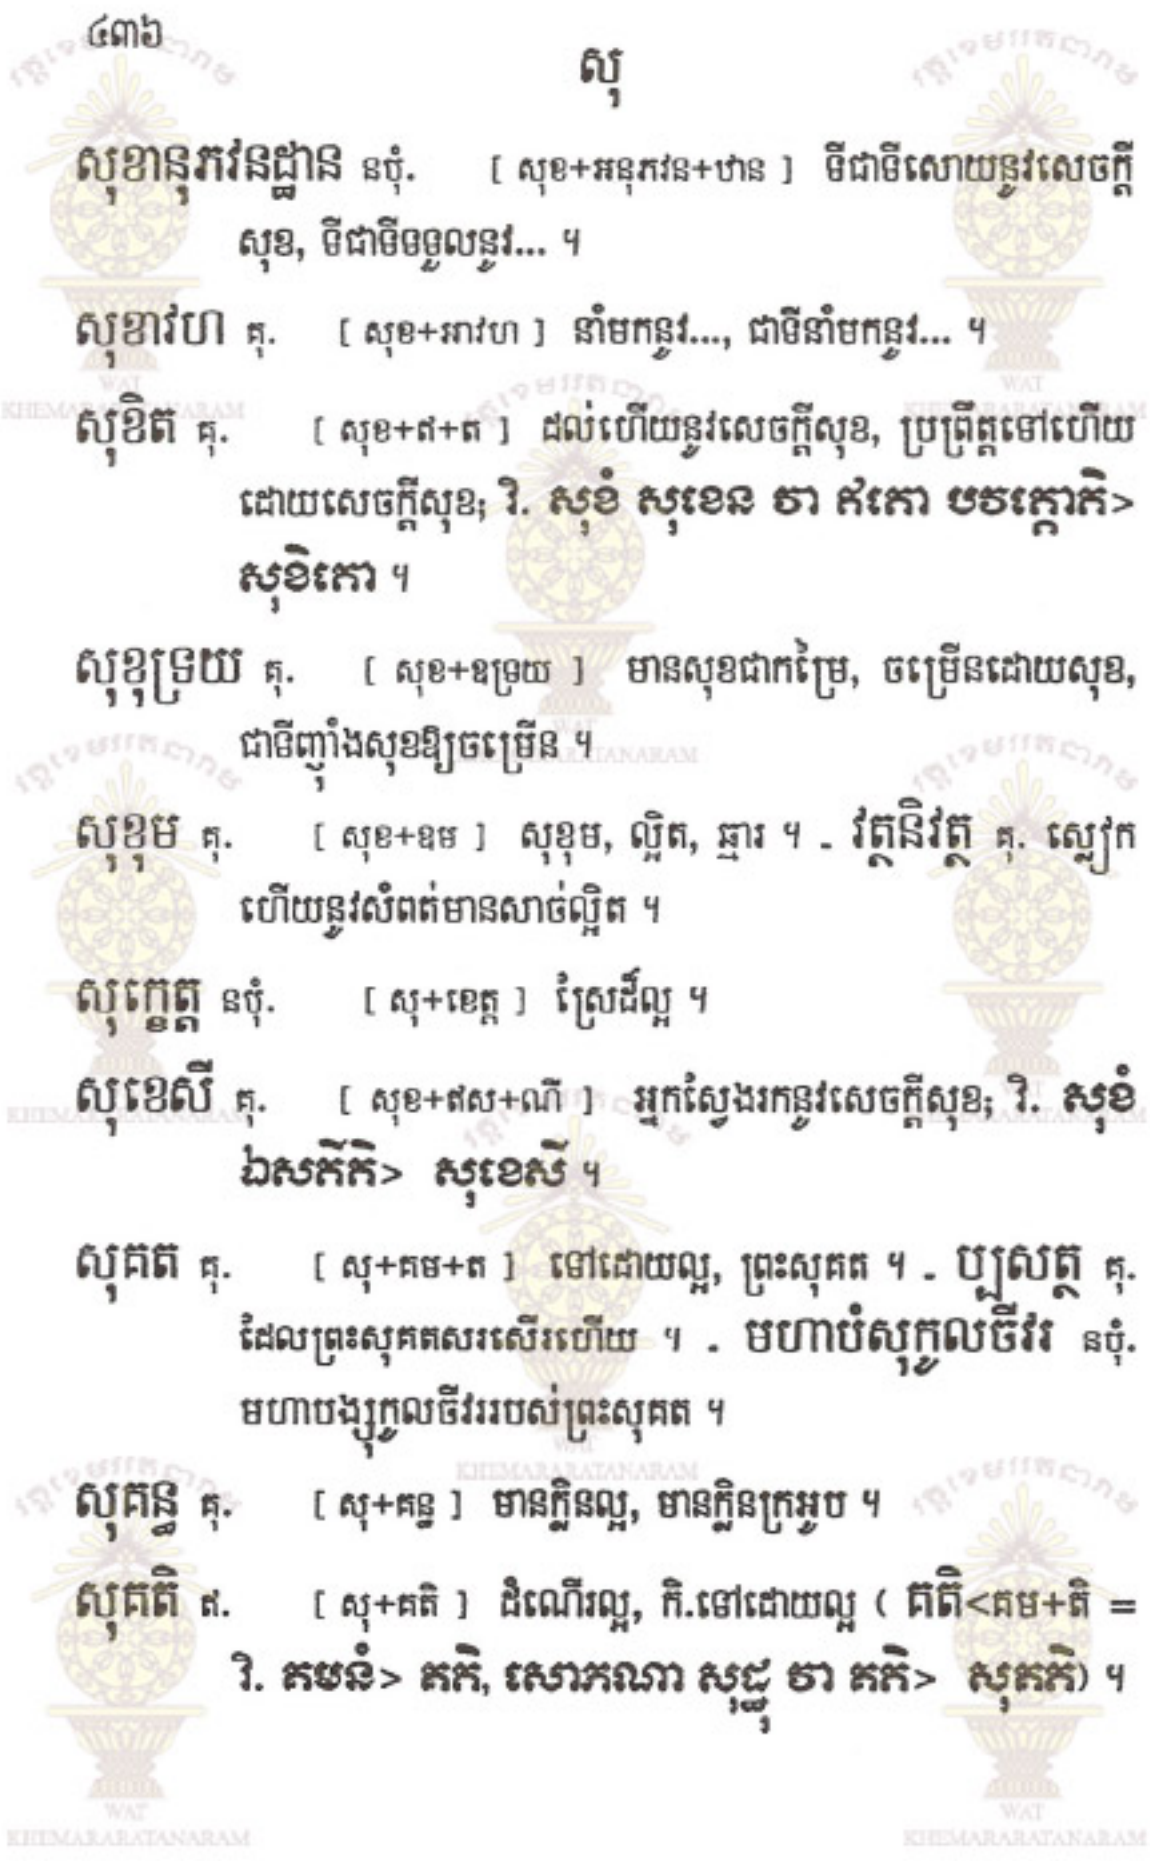 ៤៣៦
សុ
សុខានុភវនដ្ឋាន នបុំ. [ សុខ+អនុភវន+ឋាន ] ទីជាទីសោយនូវសេចក្ដី
សុខ, ទីជាទីទទួលនូវ... ។
សុខាវហ គុ. [ សុខ+អាវហ ] នាំមកនូវ..., ជាទីនាំមកនូវ... ។
សុខិត គុ. [ សុខ+ឥ+ត ] ដល់ហើយនូវសេចក្ដីសុខ, ប្រព្រឹត្តទៅហើយ
ដោយសេចក្ដីសុខ; វិ. សុខំ សុខេន វា ឥតោ បវត្តោតិ>
សុខិតោ ។
សុខុទ្រយ គុ. [ សុខ+ឧទ្រយ ] មានសុខជាកម្រៃ, ចម្រើនដោយសុខ,
ជាទីញ៉ាំងសុខឱ្យចម្រើន ។
សុខុម គុ. [ សុខ+ឧម ] សុខុម, ល្អិត, ឆ្មារ ។ - វត្ថនិវត្ថ គុ. ស្លៀក
ហើយនូវសំពត់មានសាច់ល្អិត ។
សុក្ខេត្ត នបុំ. [ សុ+ខេត្ត ] ស្រែដ៏ល្អ ។
សុខេសី គុ. [ សុខ+ឥស+ណី ] អ្នកស្វែងរកនូវសេចក្ដីសុខ; វិ. សុខំ
ឯសតីតិ> សុខេសី ។
សុគត គុ. [ សុ+គម+ត ] ទៅដោយល្អ, ព្រះសុគត ។ - ប្បសត្ថ គុ.
ដែលព្រះសុគតសរសើរហើយ ។ - មហាបំសុកូលចីវរ នបុំ.
មហាបង្សុកូលចីវររបស់ព្រះសុគត ។
សុគន្ធ គុ. [ សុ+គន្ធ ] មានក្លិនល្អ, មានក្លិនក្រអូប ។
សុគតិ ឥ. [ សុ+គតិ ] ដំណើរល្អ, កិ.ទៅដោយល្អ ( គតិ<គម+តិ =
វិ. គមនំ> គតិ, សោភណា សុដ្ឋុ វា គតិ> សុគតិ) ។
វត្តខេមររតនារាម
WAT
KHEMARARATANARAM